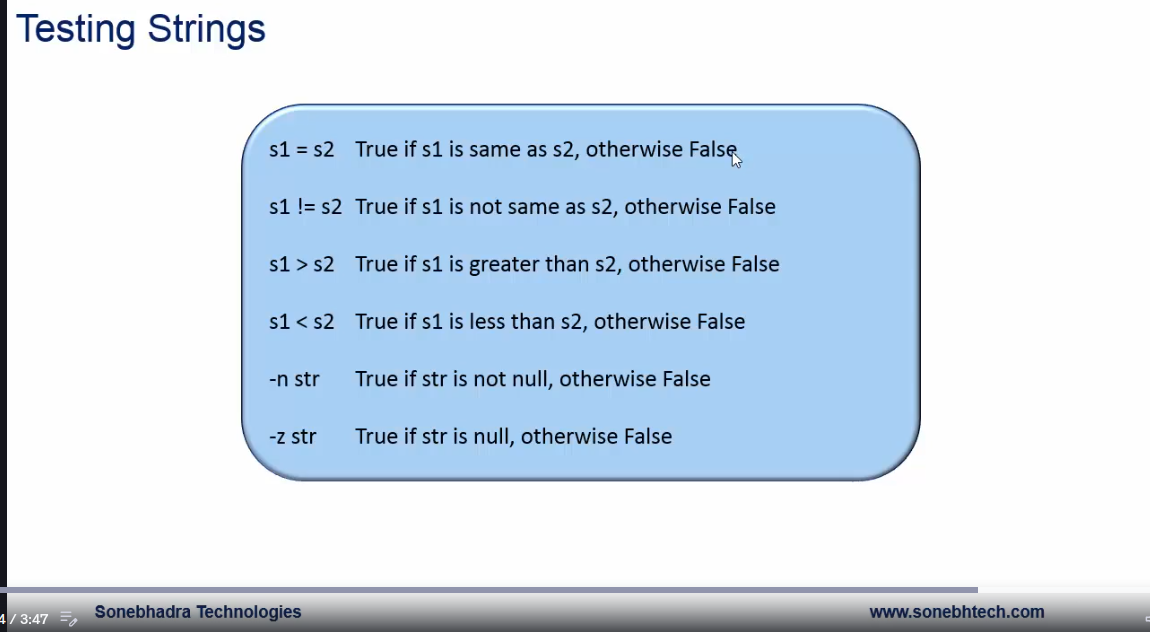 Testing Strings
s1 = s2 True if s1 is same as s2, otherwise False
s1 != s2 True if s1 is not same as s2, otherwise False
s1 > s2 True if s1 is greater than s2, otherwise False
s1 < s2 True if s1 is less than s2, otherwise False
-n str True if str is not null, otherwise False
-z str True if str is null, otherwise False
4 / 3:47 Sonebhadra Technologies www.sonebhtech.com